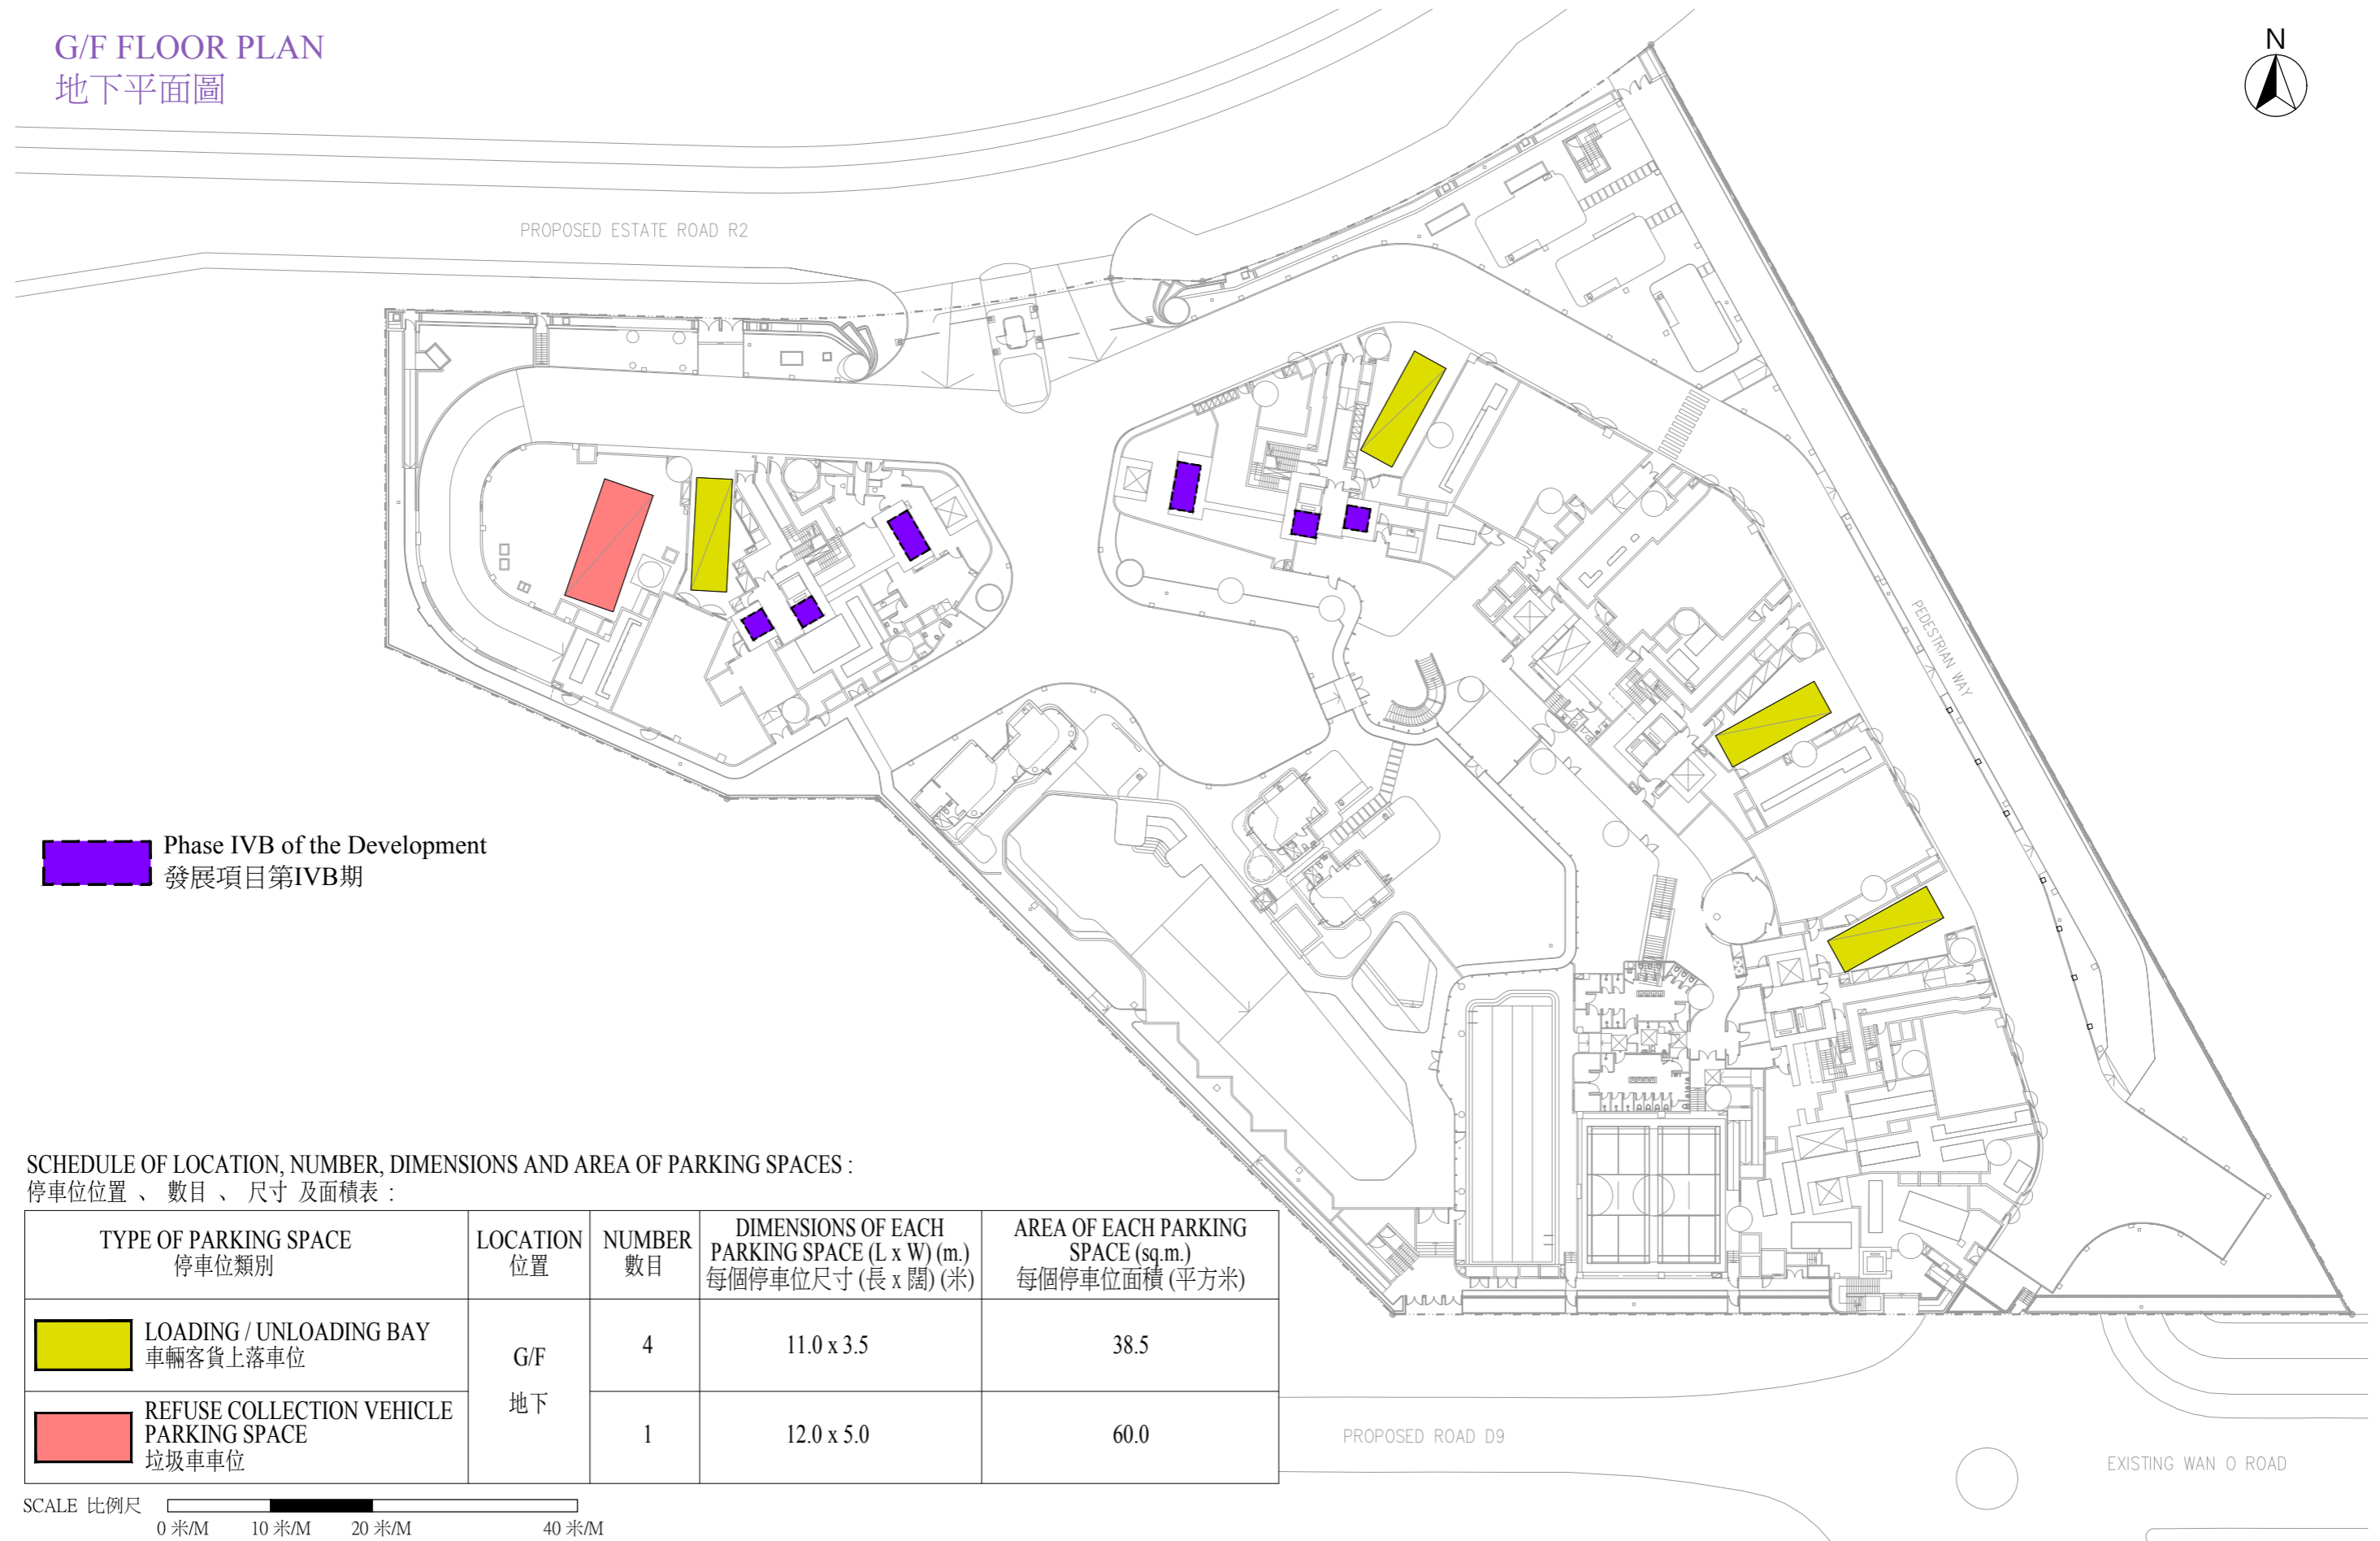 G/F FLOOR PLAN
地下平面圖
N
PROPOSED ESTATE ROAD R2
PEDESTRIAN WAY
Phase IVB of the Development
發展項目第IVB期
SCHEDULE OF LOCATION, NUMBER, DIMENSIONS AND AREA OF PARKING SPACES :
停車位位置 、 數目 、 尺寸 及面積表 :
TYPE OF PARKING SPACE
停車位類別
LOCATION
位置
NUMBER
數目
DIMENSIONS OF EACH
PARKING SPACE (L x W) (m.)
每個停車位尺寸 (長 x 闊) (米)
AREA OF EACH PARKING
SPACE (sq.m.)
每個停車位面積 (平方米)
LOADING / UNLOADING BAY
車輛客貨上落車位
G/F
地下
4
11.0 x 3.5
38.5
REFUSE COLLECTION VEHICLE
PARKING SPACE
垃圾車車位
1
12.0 x 5.0
60.0
PROPOSED ROAD D9
EXISTING WAN O ROAD
SCALE 比例尺
0 米/M 10 米/M 20 米/M 40 米/M